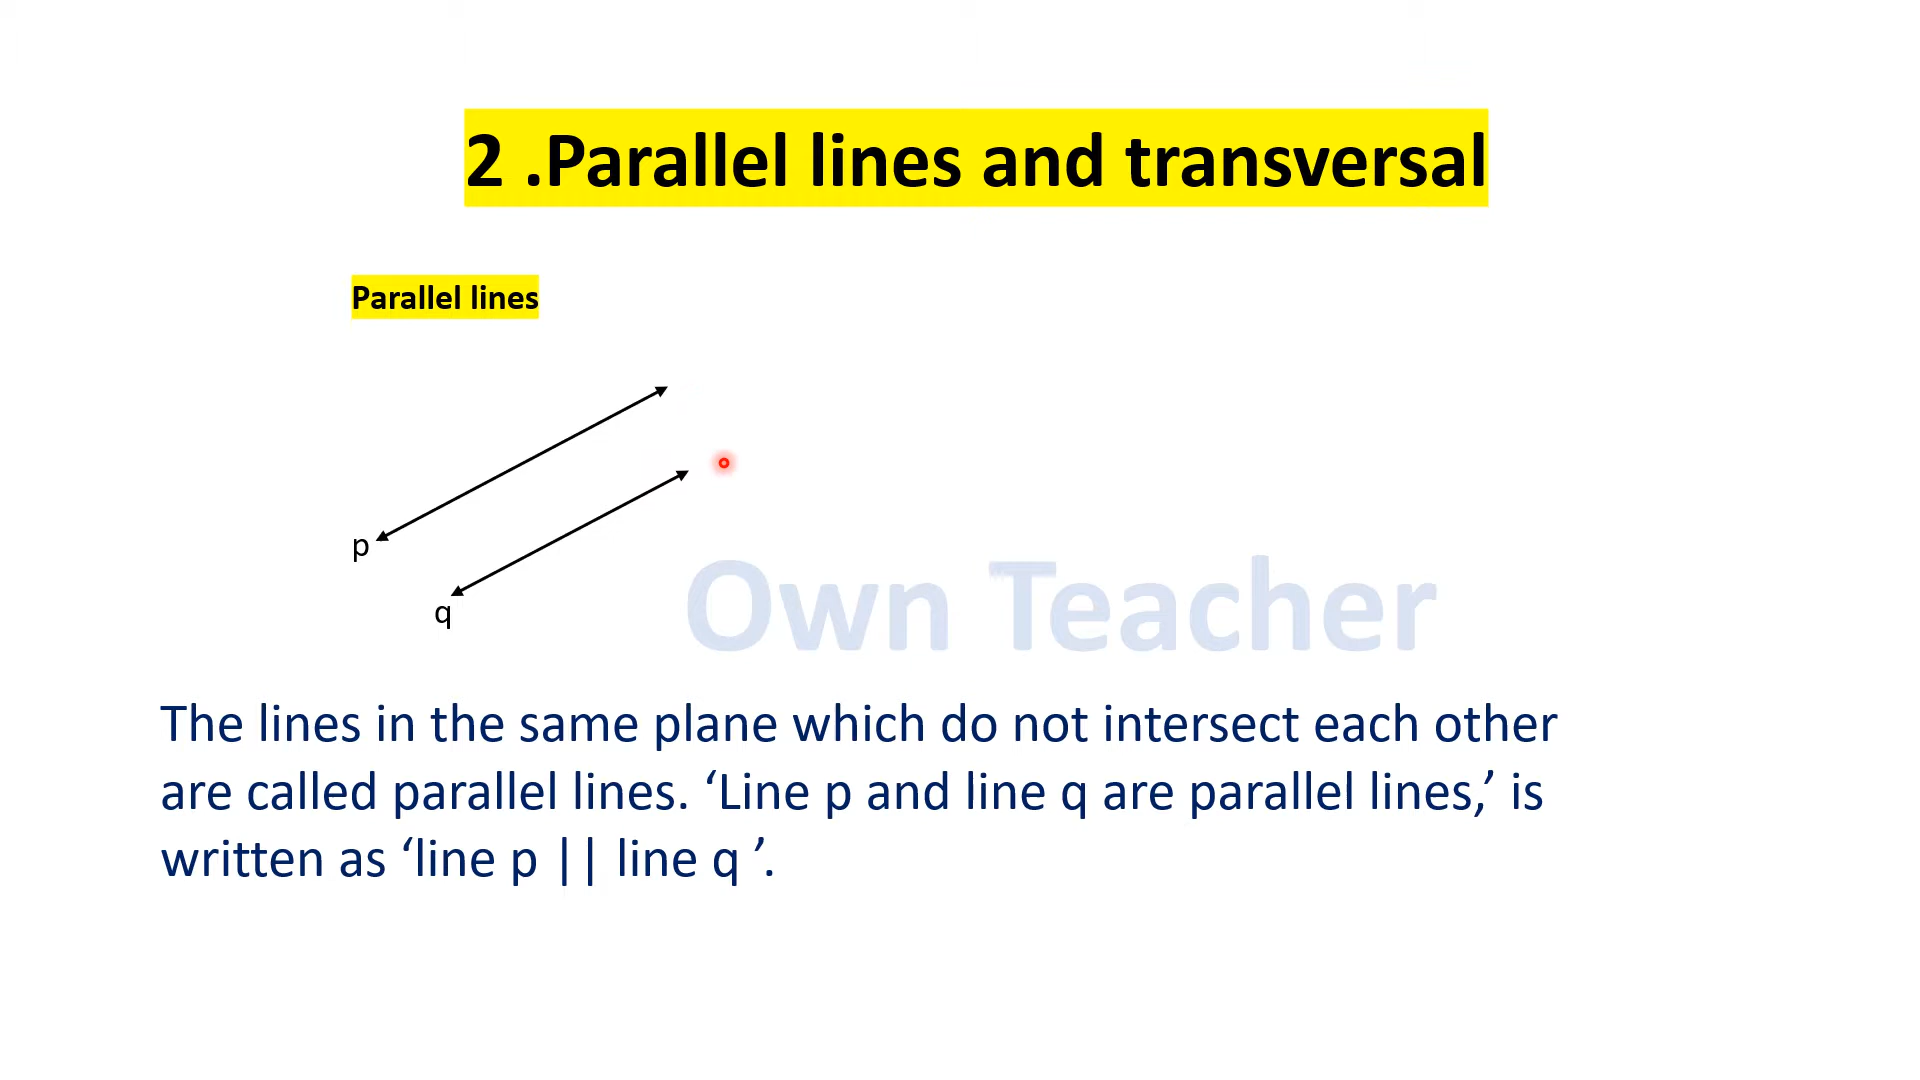 2 .Parallel lines and transversal
Parallel lines
p
q
Own Teacher
The lines in the same plane which do not intersect each other
are called parallel lines. ‘Line p and line q are parallel lines,’ is
written as ‘line p || line q ’.